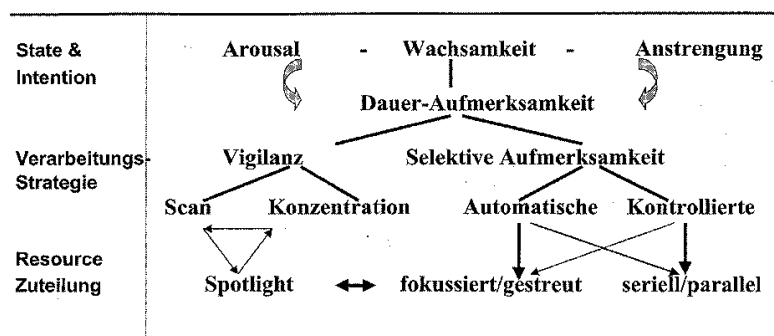 State & Arousal - Wachsamkeit - Anstrengung
Intention
Dauer-Aufmerksamkeit
Verarbeitungs- Vigilanz Selektive Aufmerksamkeit
Strategie
Scan Konzentration Automatische Kontrollierte
Resource
Zuteilung Spotlight fokussiert/gestreut seriell/parallel